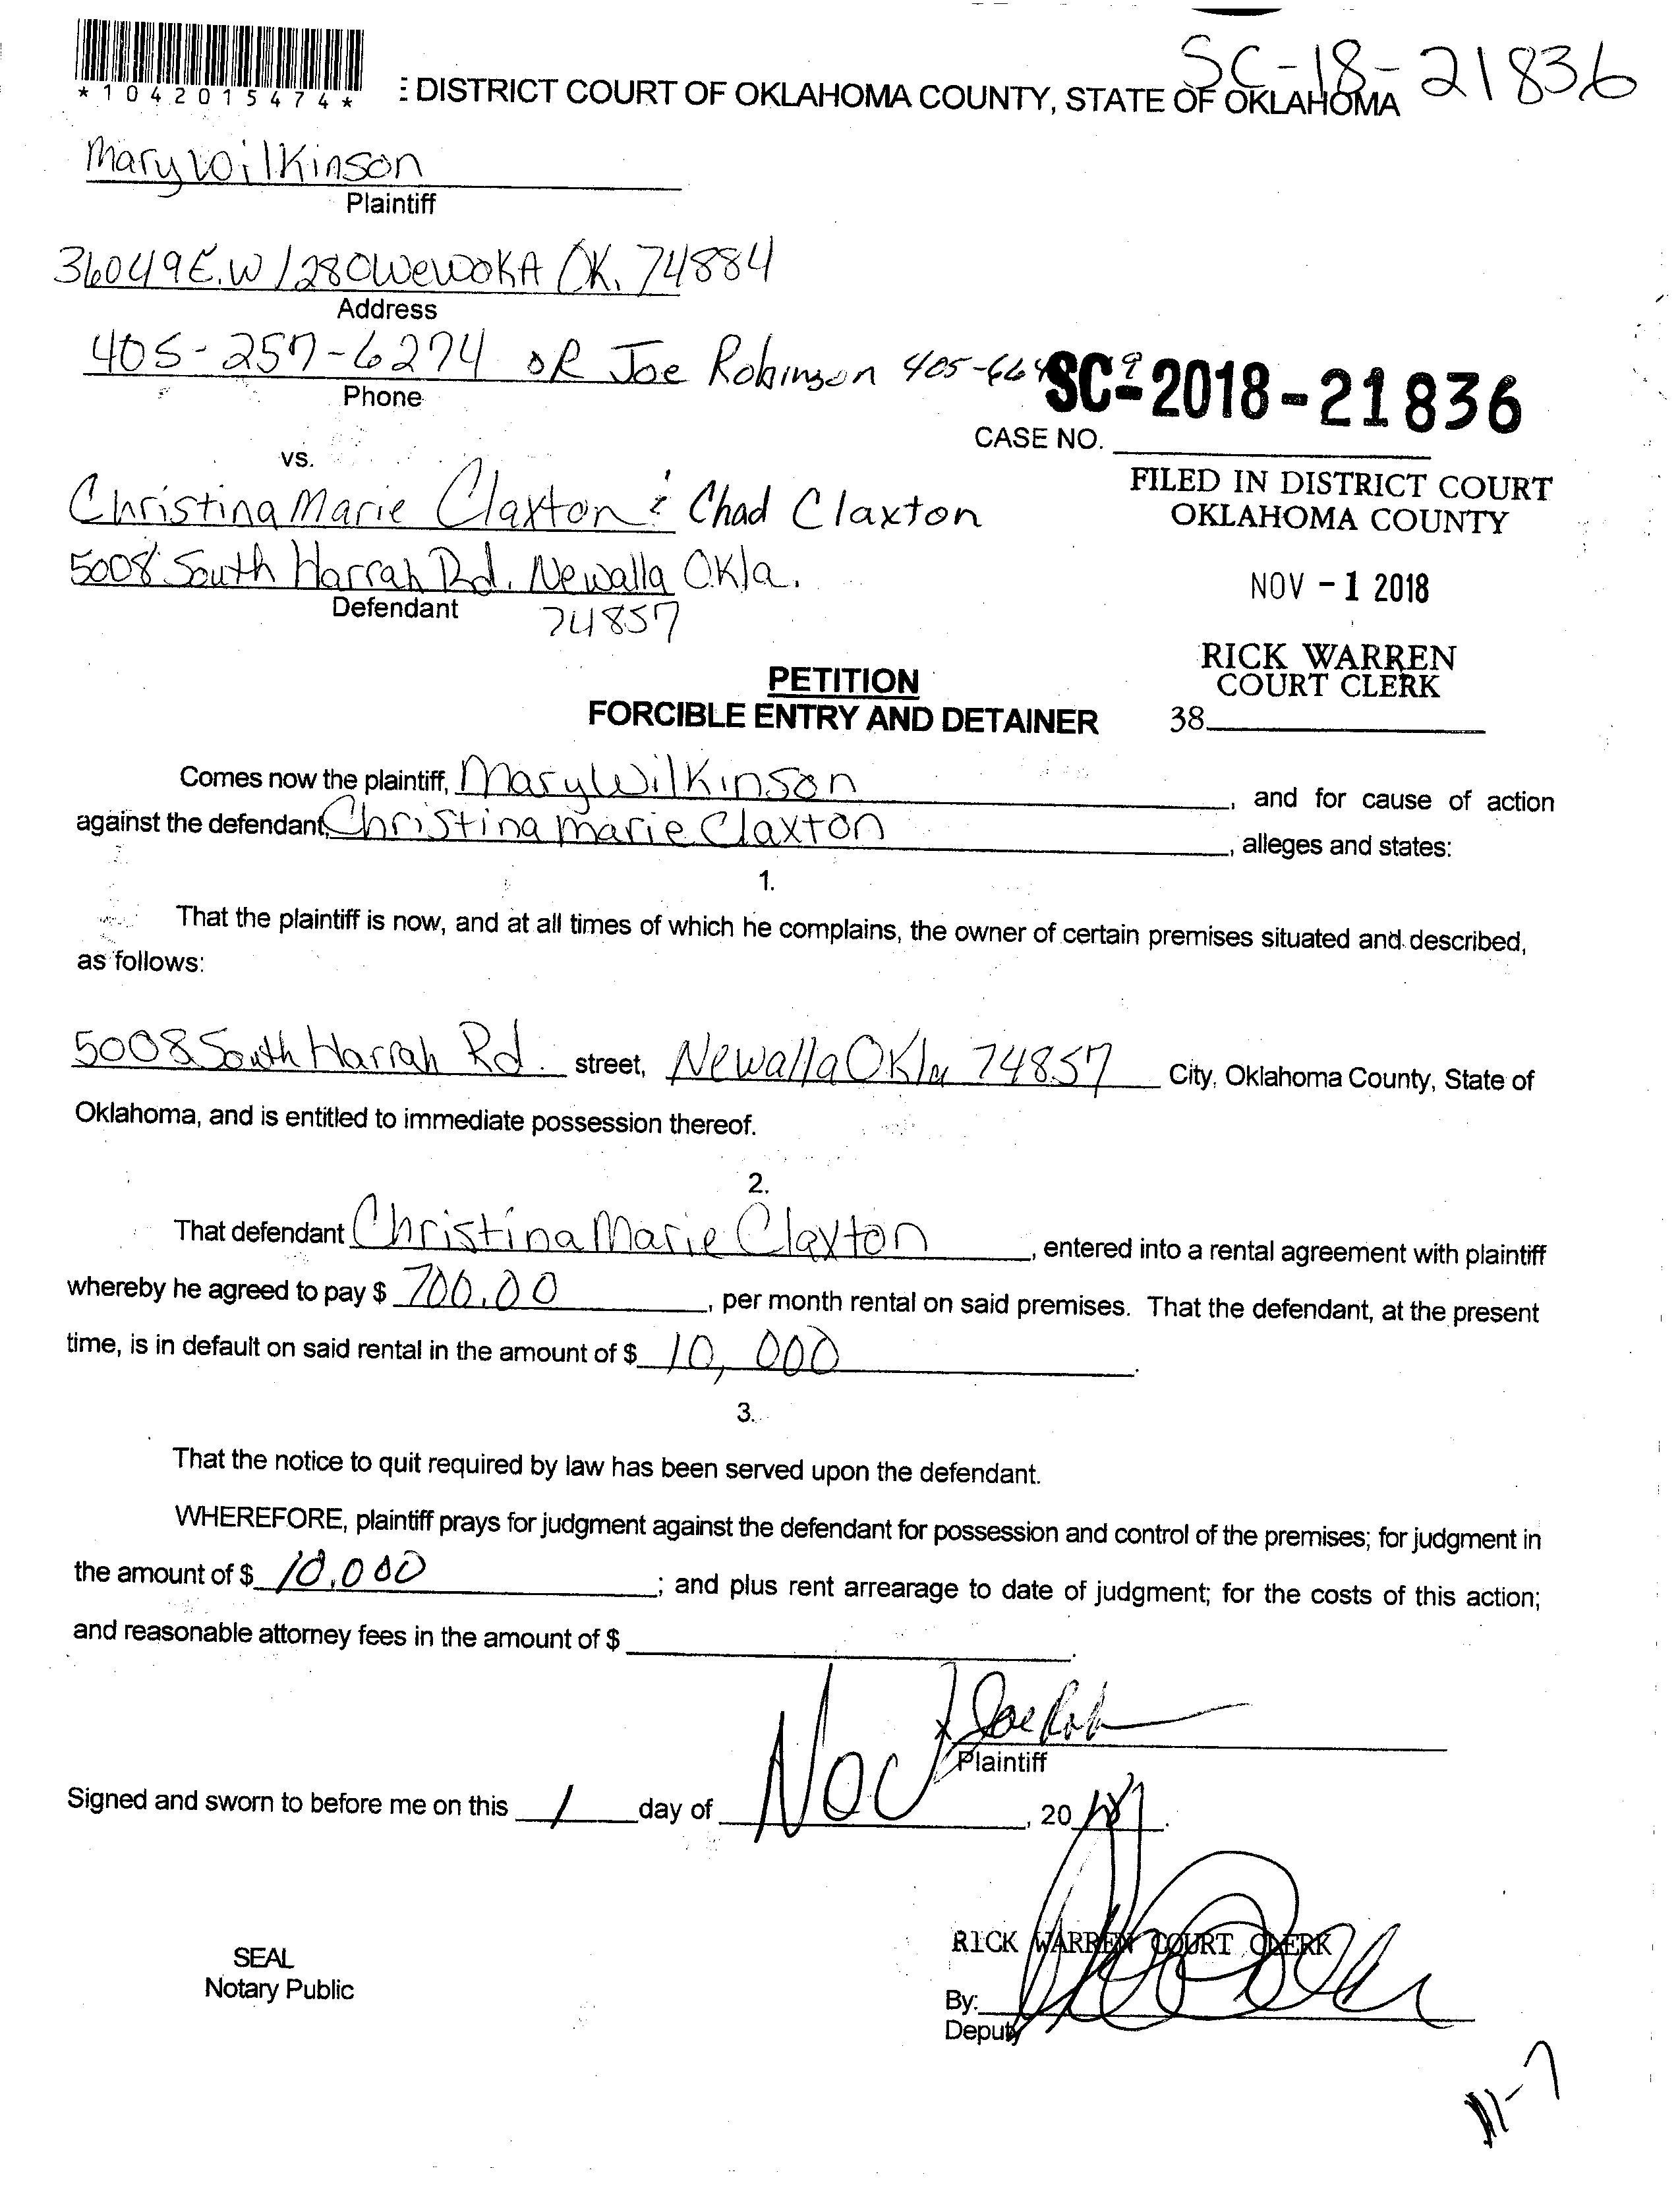 SC-18-21836
*1042015474*
: DISTRICT COURT OF OKLAHOMA COUNTY, STATE OF OKLAHOMA
Mary Wilkinson
Plaintiff
36049 E.W 1280 Wewoka OK. 74884
Address
405-257-6274 OR Joe Robinson 405-664
Phone
SC-2018-21836
CASE NO.
vs.
Christina Marie Claxton & Chad Claxton
5008 South Harrah Rd. Newalla Okla.
Defendant 74857
FILED IN DISTRICT COURT
OKLAHOMA COUNTY
NOV -1 2018
RICK WARREN
COURT CLERK
38
PETITION
FORCIBLE ENTRY AND DETAINER
Comes now the plaintiff, Mary Wilkinson, and for cause of action
against the defendant, Christina Marie Claxton, alleges and states:
1.
That the plaintiff is now, and at all times of which he complains, the owner of certain premises situated and described,
as follows:
5008 South Harrah Rd. street, Newalla Okla 74857 City, Oklahoma County, State of
Oklahoma, and is entitled to immediate possession thereof.
2.
That defendant Christina Marie Claxton, entered into a rental agreement with plaintiff
whereby he agreed to pay $ 700.00, per month rental on said premises. That the defendant, at the present
time, is in default on said rental in the amount of $ 10,000.
3.
That the notice to quit required by law has been served upon the defendant.
WHEREFORE, plaintiff prays for judgment against the defendant for possession and control of the premises; for judgment in
the amount of $ 10,000; and plus rent arrearage to date of judgment; for the costs of this action;
and reasonable attorney fees in the amount of $ .
x Joe Rob
Plaintiff
Signed and sworn to before me on this 1 day of Nov, 2018.
SEAL
Notary Public
RICK WARREN COURT CLERK
By:
Deputy
11-7